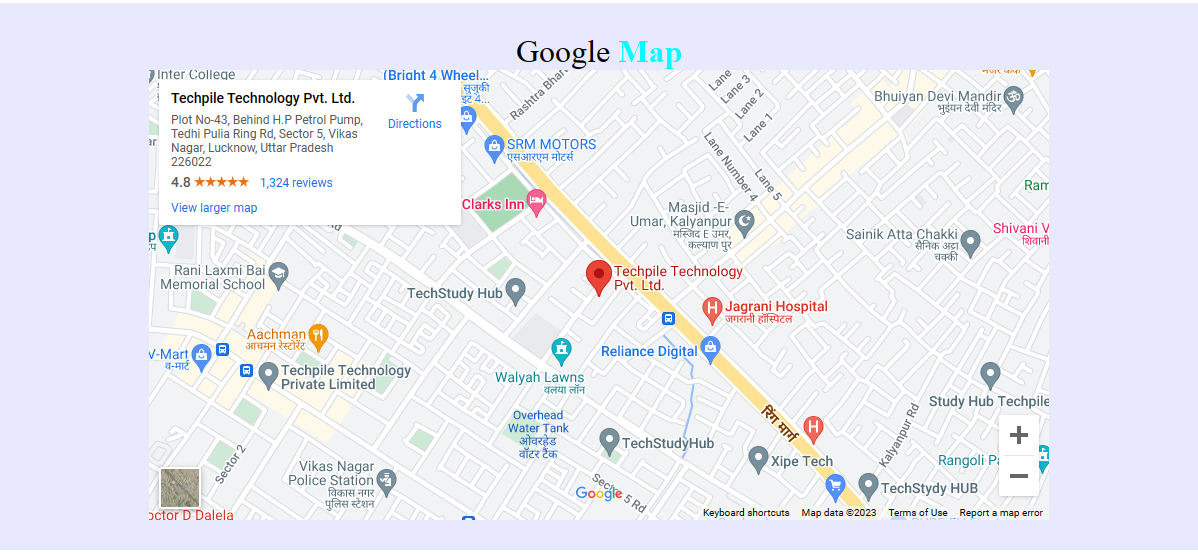 Google Map
Infer College
(Bright 4 Wheel...
सुजुकी
इट 4...
Techpile Technology Pvt. Ltd.
Plot No-43, Behind H.P Petrol Pump,
Tedhi Pulia Ring Rd, Sector 5, Vikas
Nagar, Lucknow, Uttar Pradesh
226022
Directions
4.8
1,324 reviews
View larger map
Rashtra Bhar
Lane 3
Lane 2
Lane 1
Bhuiyan Devi Mandir
भुइयन देवी मंदिर
SRM MOTORS
एसआरएम मोटर्स
Lane Number 4
Lane 5
Ram
Clarks Inn
Masjid -E-
Umar, Kalyanpur
मस्जिद E उमर,
कल्याण पुर
Sainik Atta Chakki
सैनिक अट्टा
चक्की
Shivani V
शिवानी
Rani Laxmi Bai
Memorial School
TechStudy Hub
Techpile Technology
Pvt. Ltd.
Jagrani Hospital
जगरानी हॉस्पिटल
Aachman
आचमन रेस्टोरेंट
V-Mart
व-मार्ट
Techpile Technology
Private Limited
Walyah Lawns
वलया लॉन
Reliance Digital
Study Hub Techpile
Overhead
Water Tank
ओवरहेड
वॉटर टैंक
TechStudyHub
रिंग मार्ग
Kalyanpur Rd
Xipe Tech
Rangoli Pa
Sector 2
Vikas Nagar
Police Station
विकास नगर
पुलिस स्टेशन
Google
Sector 5 Rd
TechStydy HUB
octor D Dalela
Keyboard shortcuts
Map data ©2023
Terms of Use
Report a map error